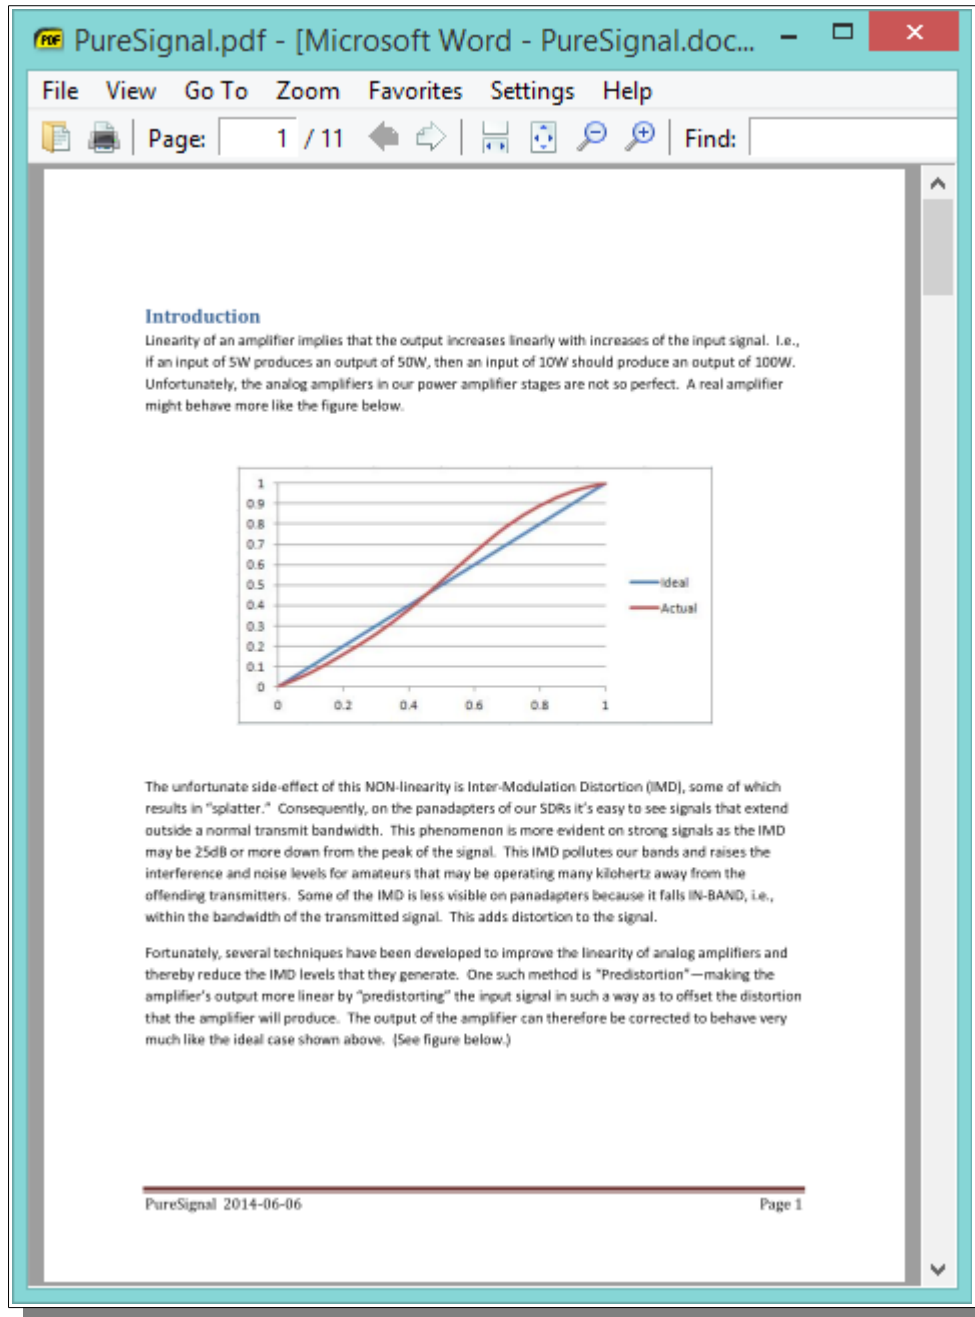 PureSignal.pdf - [Microsoft Word - PureSignal.doc...
File View Go To Zoom Favorites Settings Help
Page: 1 / 11 Find:
Introduction
Linearity of an amplifier implies that the output increases linearly with increases of the input signal. I.e.,
if an input of 5W produces an output of 50W, then an input of 10W should produce an output of 100W.
Unfortunately, the analog amplifiers in our power amplifier stages are not so perfect. A real amplifier
might behave more like the figure below.
1
0.9
0.8
0.7
0.6
0.5
0.4
0.3
0.2
0.1
0
0 0.2 0.4 0.6 0.8 1
Ideal
Actual
The unfortunate side-effect of this NON-linearity is Inter-Modulation Distortion (IMD), some of which
results in "splatter." Consequently, on the panadapters of our SDRs it's easy to see signals that extend
outside a normal transmit bandwidth. This phenomenon is more evident on strong signals as the IMD
may be 25dB or more down from the peak of the signal. This IMD pollutes our bands and raises the
interference and noise levels for amateurs that may be operating many kilohertz away from the
offending transmitters. Some of the IMD is less visible on panadapters because it falls IN-BAND, i.e.,
within the bandwidth of the transmitted signal. This adds distortion to the signal.
Fortunately, several techniques have been developed to improve the linearity of analog amplifiers and
thereby reduce the IMD levels that they generate. One such method is "Predistortion"—making the
amplifier's output more linear by "predistorting" the input signal in such a way as to offset the distortion
that the amplifier will produce. The output of the amplifier can therefore be corrected to behave very
much like the ideal case shown above. (See figure below.)
PureSignal 2014-06-06 Page 1